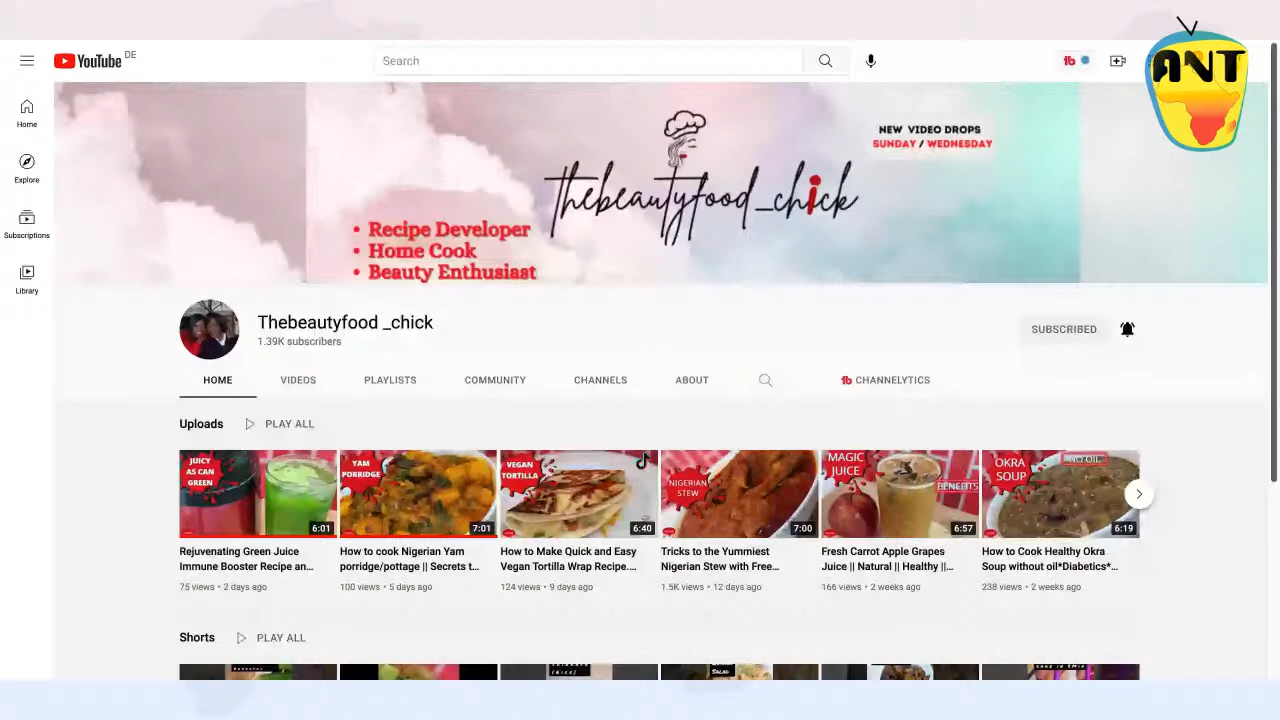 YouTube DE
Search
ANT
Home
Explore
Subscriptions
Library
NEW VIDEO DROPS
SUNDAY / WEDNESDAY
thebeautyfood_chick
• Recipe Developer
• Home Cook
• Beauty Enthusiast
Thebeautyfood _chick
1.39K subscribers
SUBSCRIBED
HOME VIDEOS PLAYLISTS COMMUNITY CHANNELS ABOUT CHANNELYTICS
Uploads PLAY ALL
JUICY
AS CAN
GREEN
6:01
YAM
PORRIDGE
7:01
VEGAN
TORTILLA
6:40
NIGERIAN
STEW
7:00
MAGIC
JUICE
BENEFITS
6:57
OKRA
SOUP
NO OIL
6:19
Rejuvenating Green Juice
Immune Booster Recipe an...
75 views • 2 days ago
How to cook Nigerian Yam
porridge/pottage || Secrets t...
100 views • 5 days ago
How to Make Quick and Easy
Vegan Tortilla Wrap Recipe....
124 views • 9 days ago
Tricks to the Yummiest
Nigerian Stew with Free...
1.5K views • 12 days ago
Fresh Carrot Apple Grapes
Juice || Natural || Healthy ||...
166 views • 2 weeks ago
How to Cook Healthy Okra
Soup without oil*Diabetics*...
238 views • 2 weeks ago
Shorts PLAY ALL